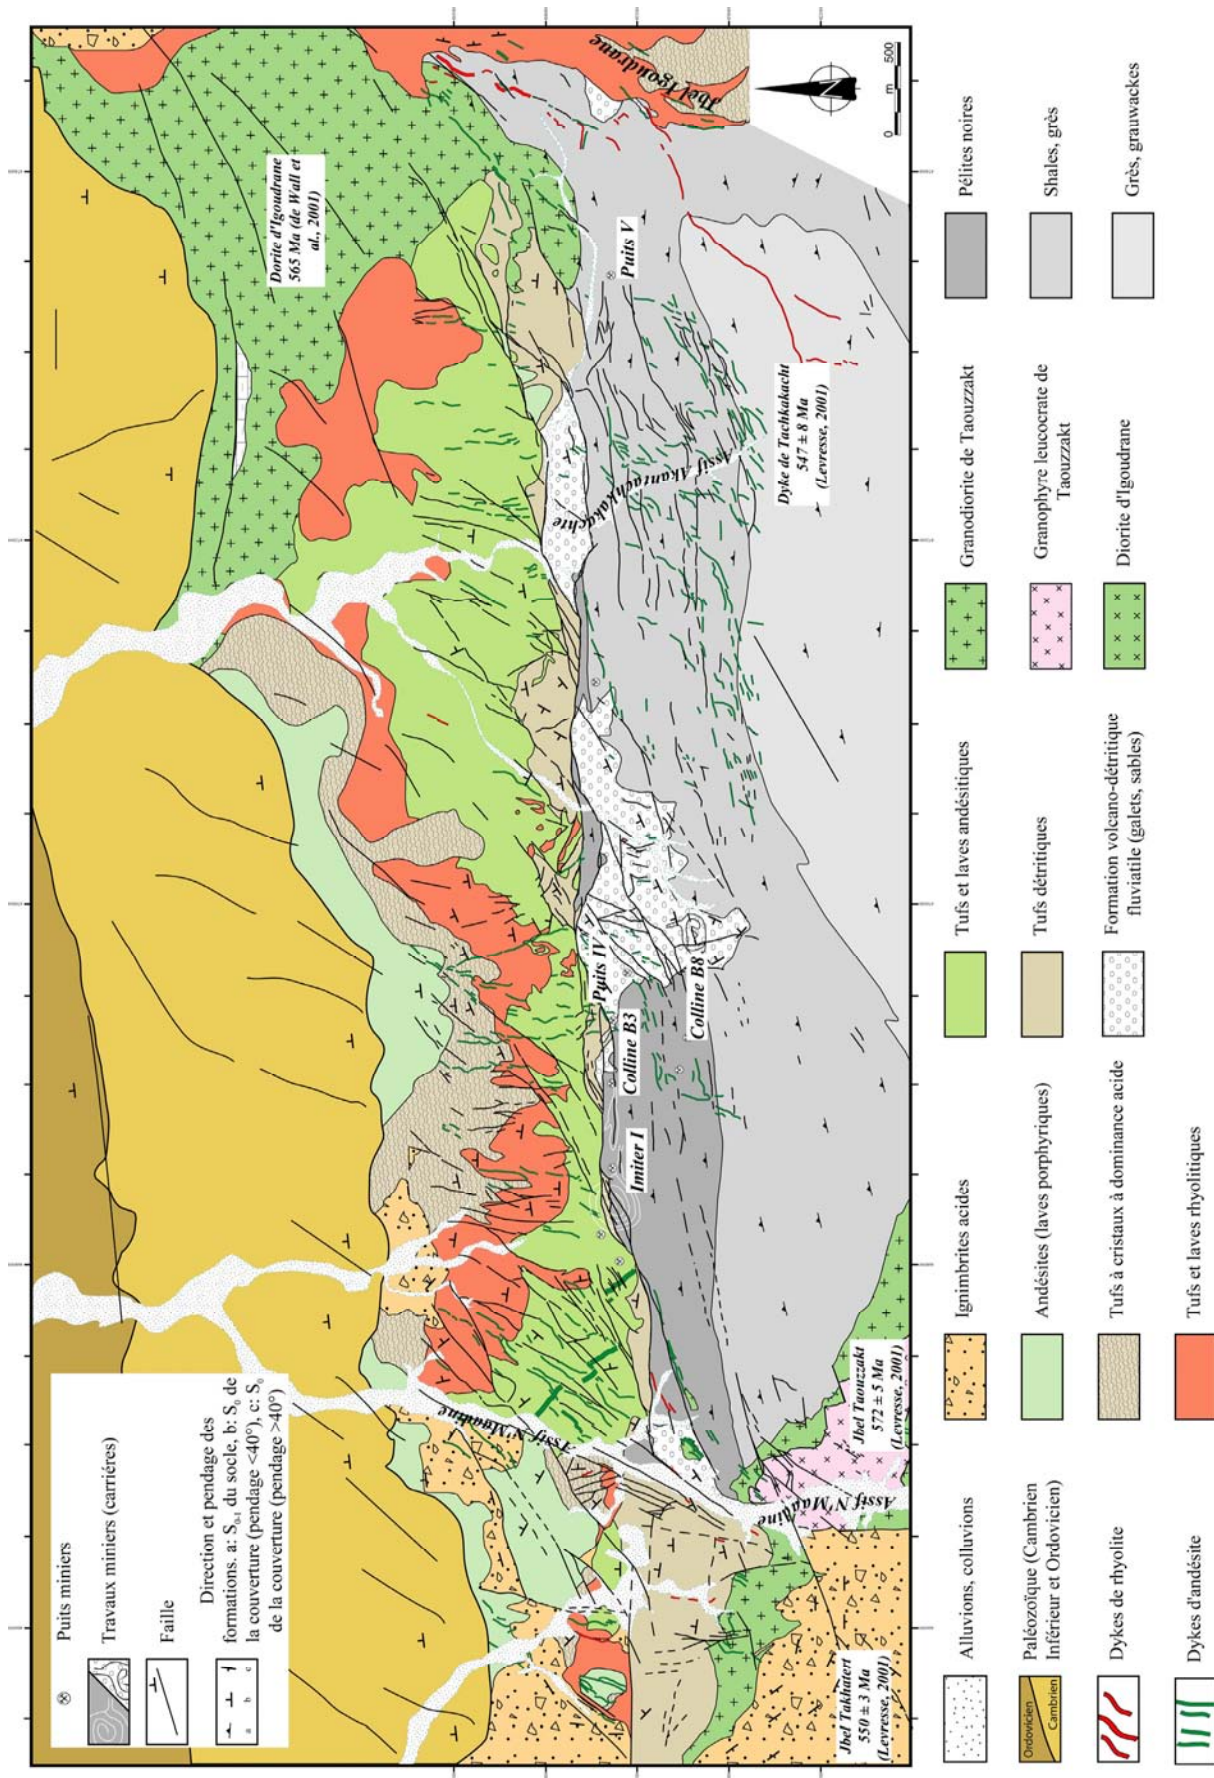 Puits miniers
Travaux miniers (carrières)
Faille
Direction et pendage des
formations. a: S₀₋₁ du socle, b: S₀ de
la couverture (pendage <40°), c: S₀
de la couverture (pendage >40°)
a b c
Dorite d'Igoudrane
565 Ma (de Wall et
al., 2001)
Jbel Igoudrane
N
0 m 500
Assif N'Magdine
Imiter I
Colline B3
Puits IV
Colline B8
Puits V
Assif Akantachkakachte
Dyke de Tachkakacht
547 ± 8 Ma
(Levresse, 2001)
Assif N'Magdine
Jbel Taouzzakt
572 ± 5 Ma
(Levresse, 2001)
Jbel Takhatert
550 ± 3 Ma
(Levresse, 2001)
Alluvions, colluvions
Ordovicien
Cambrien
Paléozoïque (Cambrien
Inférieur et Ordovicien)
Dykes de rhyolite
Dykes d'andésite
Ignimbrites acides
Andésites (laves porphyriques)
Tufs à cristaux à dominance acide
Tufs et laves rhyolitiques
Tufs et laves andésitiques
Tufs détritiques
Formation volcano-détritique
fluviatile (galets, sables)
Granodiorite de Taouzzakt
Granophyre leucocrate de
Taouzzakt
Diorite d'Igoudrane
Pélites noires
Shales, grès
Grès, grauwackes